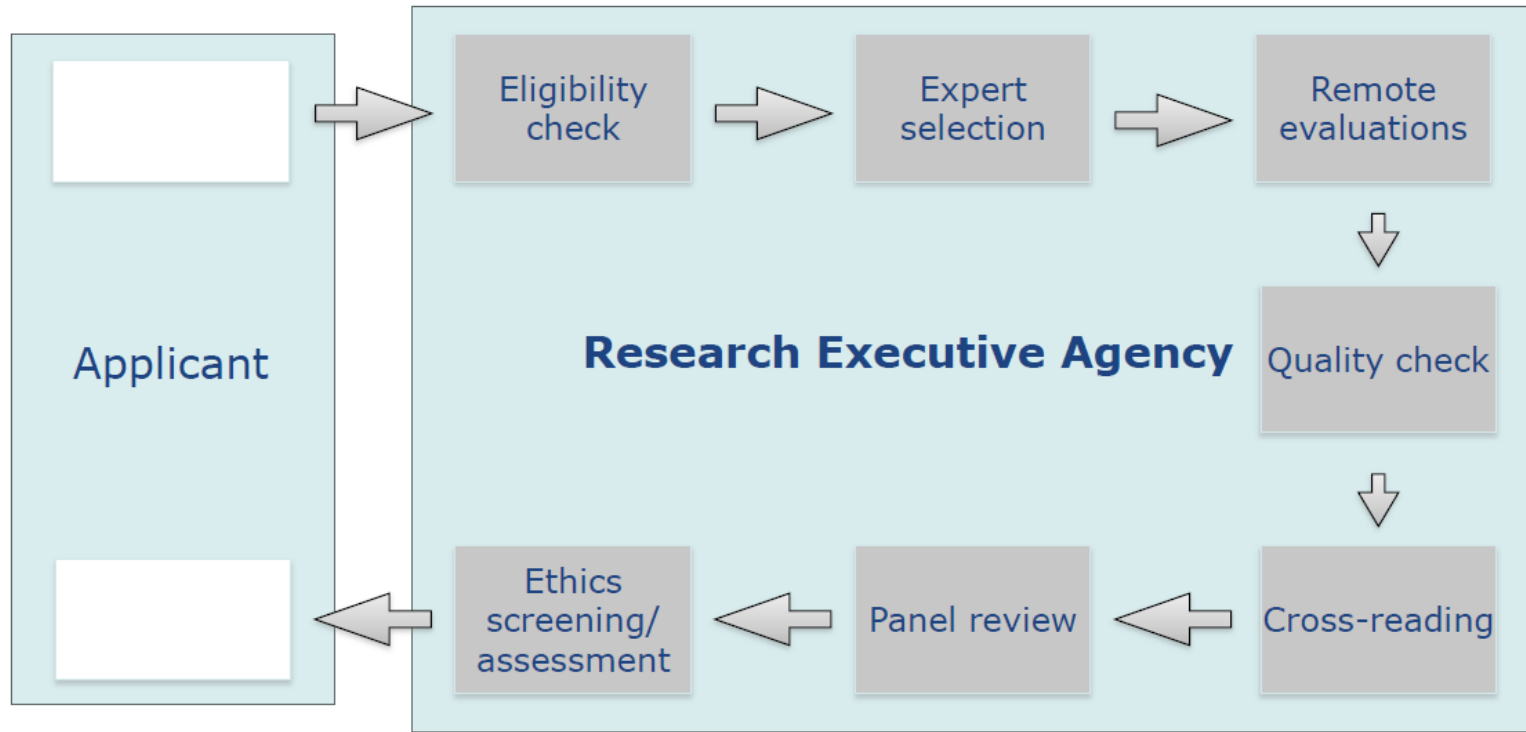 Eligibility
check
Expert
selection
Remote
evaluations
Applicant
Research Executive Agency
Quality check
Ethics
screening/
assessment
Panel review
Cross-reading